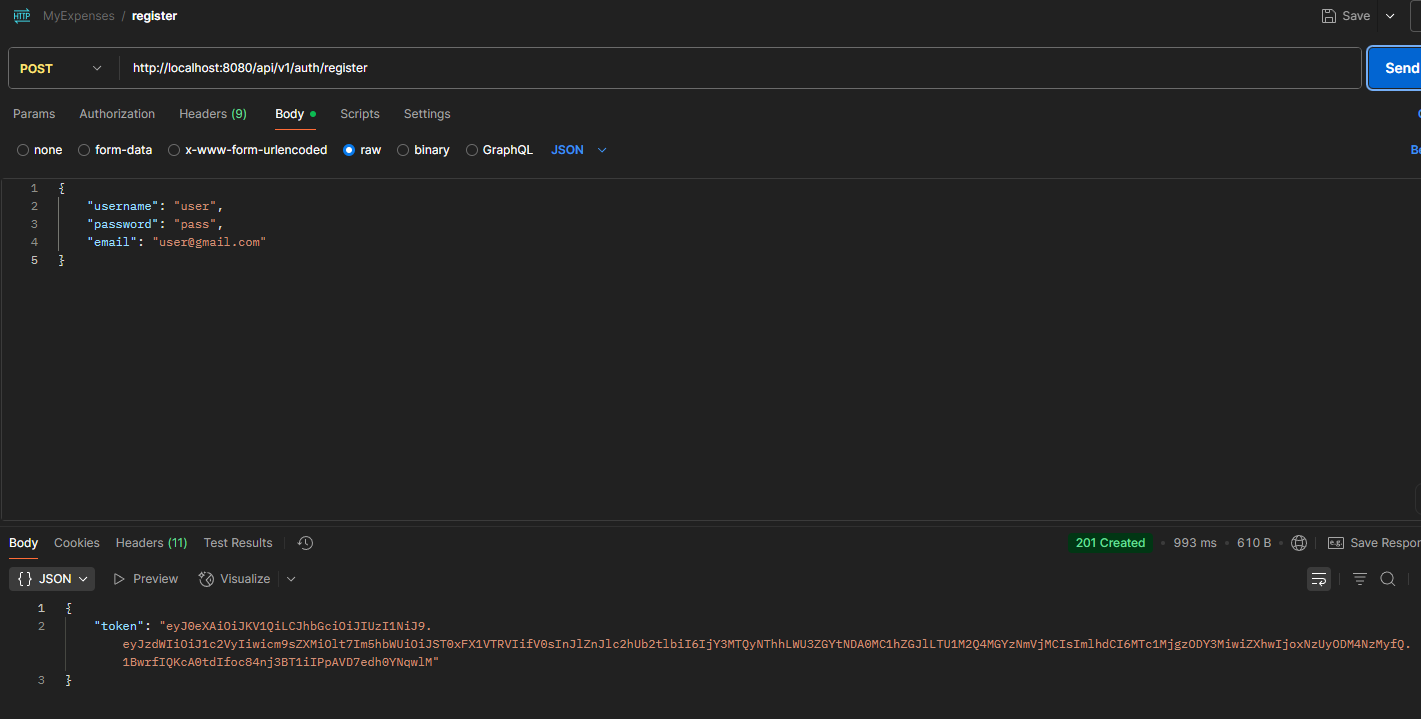 HTTP MyExpenses / register Save
POST http://localhost:8080/api/v1/auth/register Send
Params Authorization Headers (9) Body Scripts Settings
none form-data x-www-form-urlencoded raw binary GraphQL JSON
1 {
2 "username": "user",
3 "password": "pass",
4 "email": "user@gmail.com"
5 }
Body Cookies Headers (11) Test Results 201 Created 993 ms 610 B e.g. Save Respor
{} JSON Preview Visualize
1 {
2 "token": "eyJ0eXAiOiJKV1QiLCJhbGciOiJIUzI1NiJ9.
eyJzdWIiOiJ1c2VyIiwicm9sZXMiOlt7Im5hbWUiOiJST0xFX1VTRVIifV0sInJlZnJlc2hUb2tlbiI6IjY3MTQyNThhLWU3ZGYtNDA0MC1hZGJlLTU1M2Q4MGYzNmVjMCIsImlhdCI6MTc1MjgzODY3MiwiZXhwIjoxNzUyODM4NzMyfQ.
1BwrfIQKcA0tdIfoc84nj3BT1iIPpAVD7edh0YNqwlM"
3 }